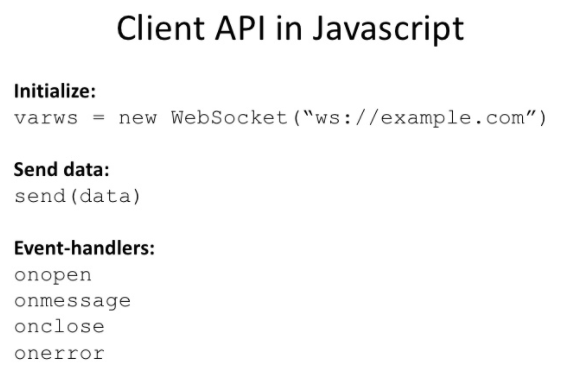 Client API in Javascript
Initialize:
varws = new WebSocket(“ws://example.com”)
Send data:
send(data)
Event-handlers:
onopen
onmessage
onclose
onerror